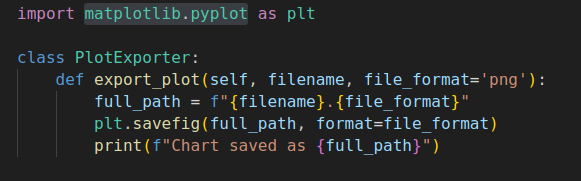 import matplotlib.pyplot as plt
class PlotExporter:
def export_plot(self, filename, file_format='png'):
full_path = f"{filename}.{file_format}"
plt.savefig(full_path, format=file_format)
print(f"Chart saved as {full_path}")